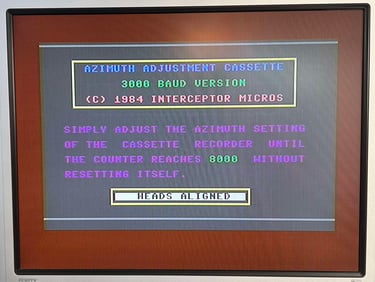 AZIMUTH ADJUSTMENT CASSETTE
3000 BAUD VERSION
(C) 1984 INTERCEPTOR MICROS
SIMPLY ADJUST THE AZIMUTH SETTING
OF THE CASSETTE RECORDER UNTIL
THE COUNTER REACHES 8000 WITHOUT
RESETTING ITSELF.
HEADS ALIGNED